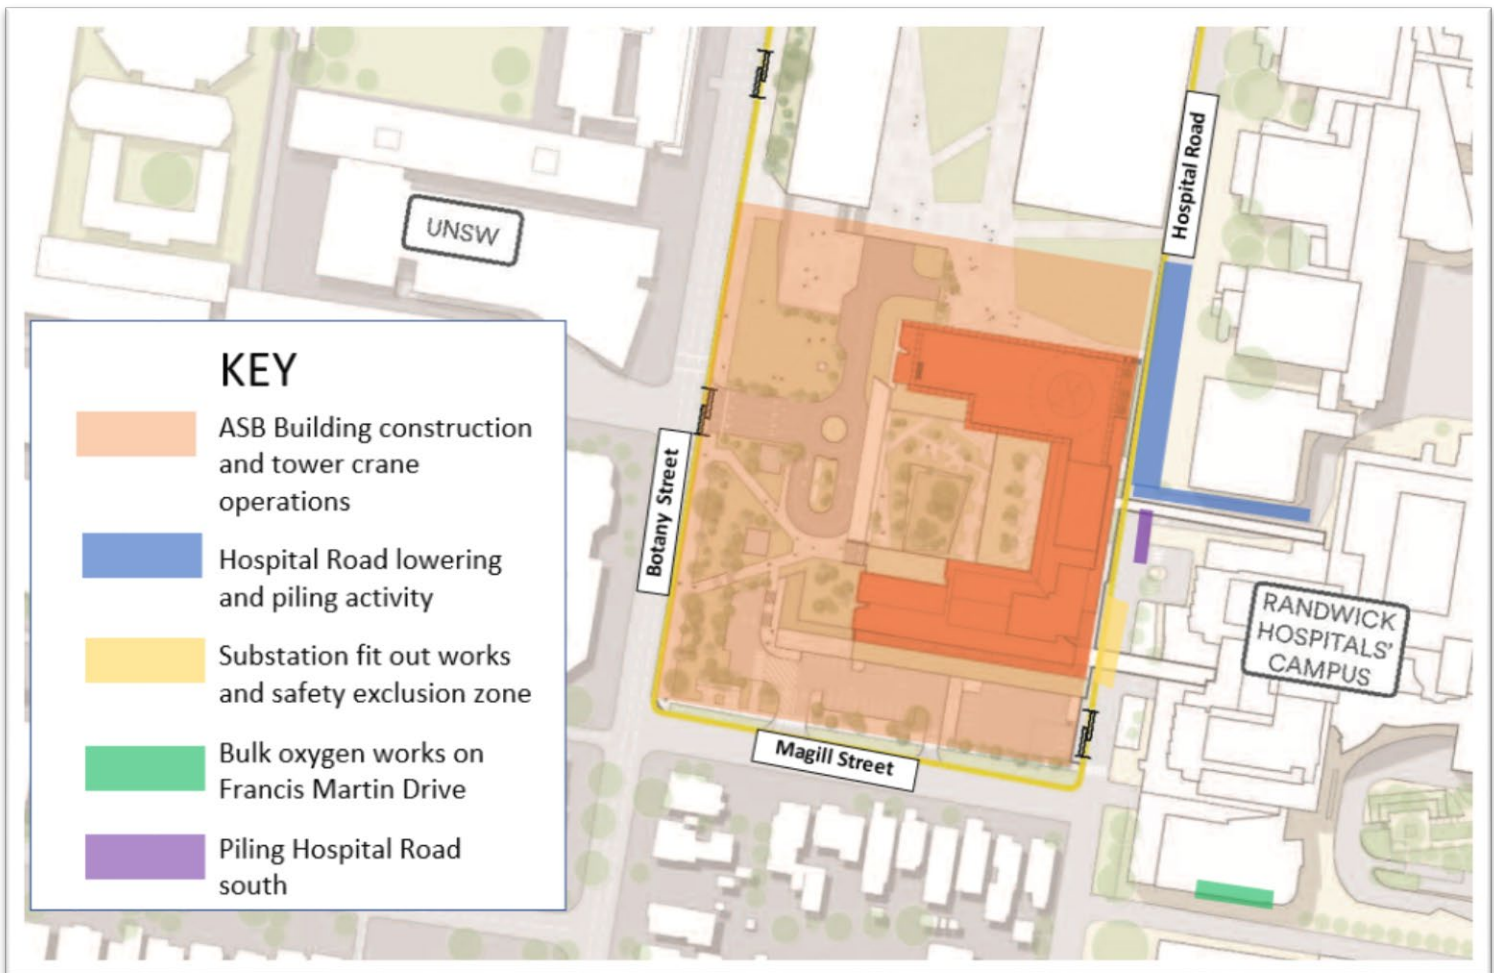 Hospital Road
UNSW
KEY
ASB Building construction
and tower crane
operations
Hospital Road lowering
and piling activity
Substation fit out works
and safety exclusion zone
Bulk oxygen works on
Francis Martin Drive
Piling Hospital Road
south
Botany Street
Magill Street
RANDWICK
HOSPITALS'
CAMPUS